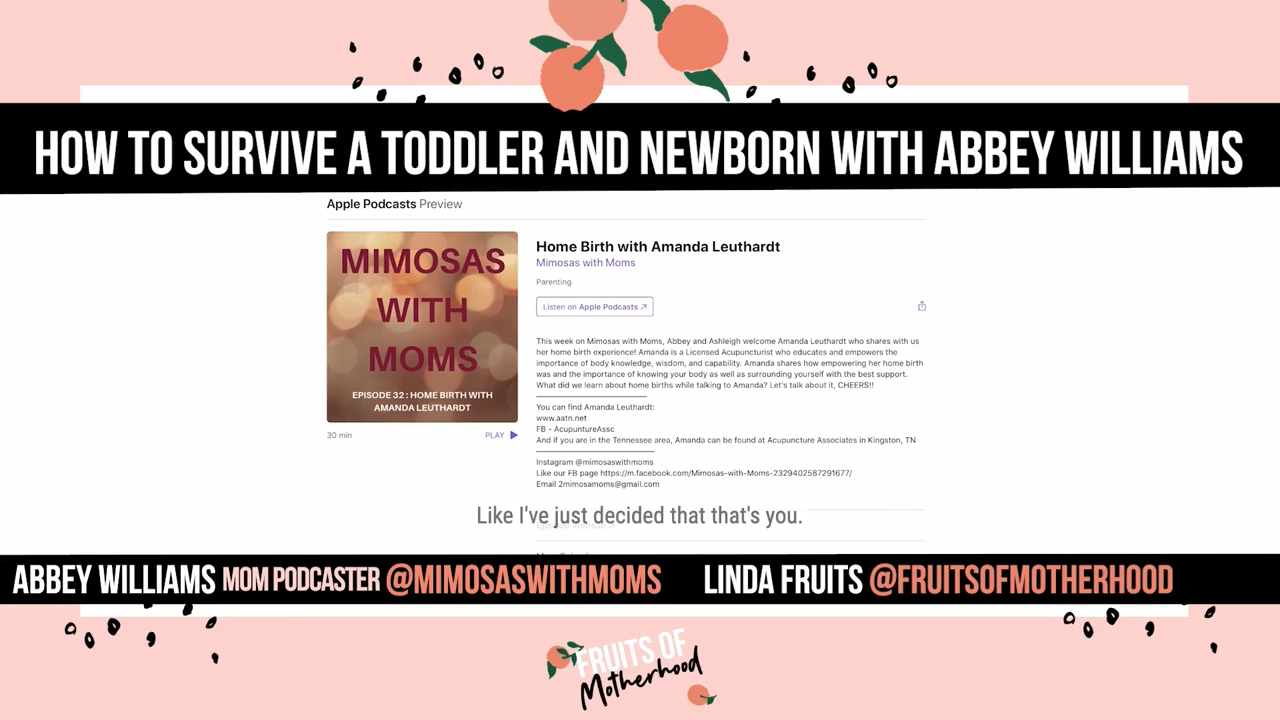 HOW TO SURVIVE A TODDLER AND NEWBORN WITH ABBEY WILLIAMS
Apple Podcasts Preview
MIMOSAS
WITH
MOMS
EPISODE 32 : HOME BIRTH WITH
AMANDA LEUTHARDT
30 min
PLAY
Home Birth with Amanda Leuthardt
Mimosas with Moms
Parenting
Listen on Apple Podcasts ↗
This week on Mimosas with Moms, Abbey and Ashleigh welcome Amanda Leuthardt who shares with us
her home birth experience! Amanda is a Licensed Acupuncturist who educates and empowers the
importance of body knowledge, wisdom, and capability. Amanda shares how empowering her home birth
was and the importance of knowing your body as well as surrounding yourself with the best support.
What did we learn about home births while talking to Amanda? Let's talk about it, CHEERS!!
You can find Amanda Leuthardt:
www.aatn.net
FB - AcupuntureAssc
And if you are in the Tennessee area, Amanda can be found at Acupuncture Associates in Kingston, TN
Instagram @mimosaswithmoms
Like our FB page https://m.facebook.com/Mimosas-with-Moms-2329402587291677/
Email 2mimosamoms@gmail.com
Like I've just decided that that's you.
ABBEY WILLIAMS MOM PODCASTER @MIMOSASWITHMOMS
LINDA FRUITS @FRUITSOFMOTHERHOOD
FRUITS OF
Motherhood